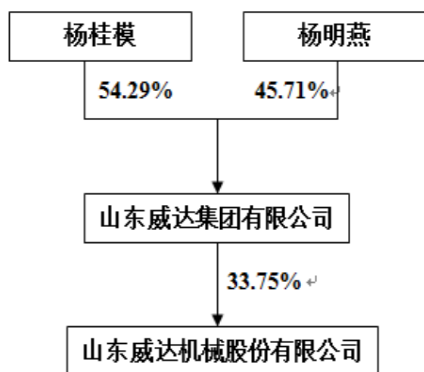 杨桂模
杨明燕
54.29%
45.71%
山东威达集团有限公司
33.75%
山东威达机械股份有限公司